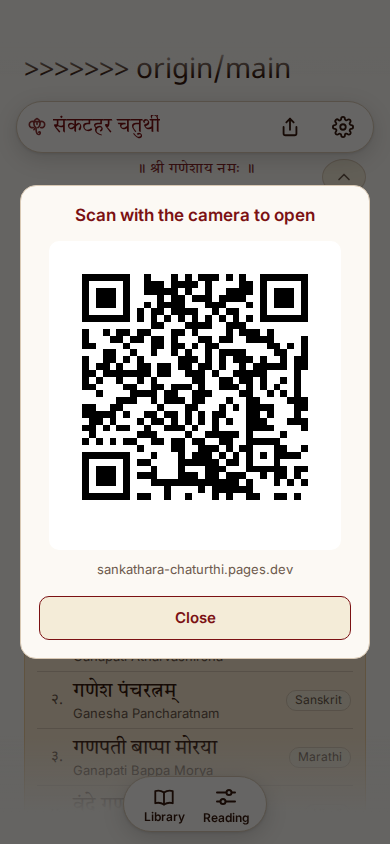 >>>>>>> origin/main
संकटहर चतुर्थी
॥ श्री गणेशाय नमः ॥
Scan with the camera to open
sankathara-chaturthi.pages.dev
Close
२. गणेश पंचरत्नम् Sanskrit
Ganesha Pancharatnam
३. गणपती बाप्पा मोरया Marathi
Ganapati Bappa Morya
Library Reading